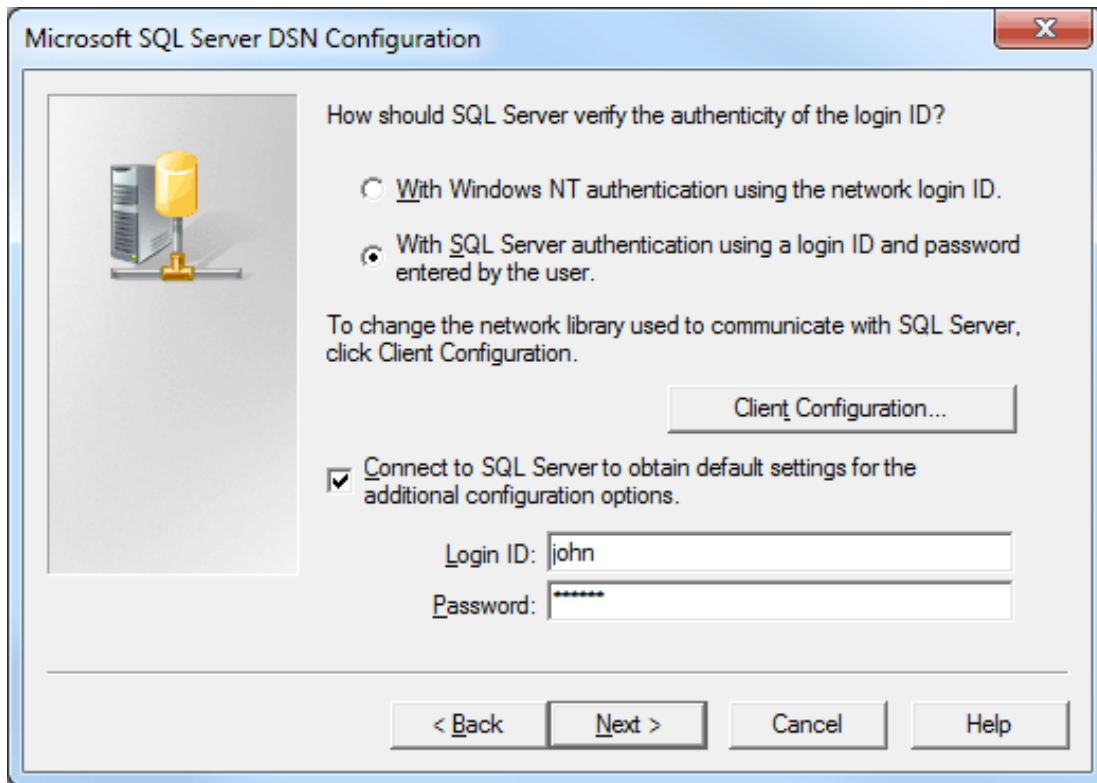 Microsoft SQL Server DSN Configuration
X
How should SQL Server verify the authenticity of the login ID?
With Windows NT authentication using the network login ID.
With SQL Server authentication using a login ID and password
entered by the user.
To change the network library used to communicate with SQL Server,
click Client Configuration.
Client Configuration...
Connect to SQL Server to obtain default settings for the
additional configuration options.
Login ID: john
Password: ******
< Back Next > Cancel Help